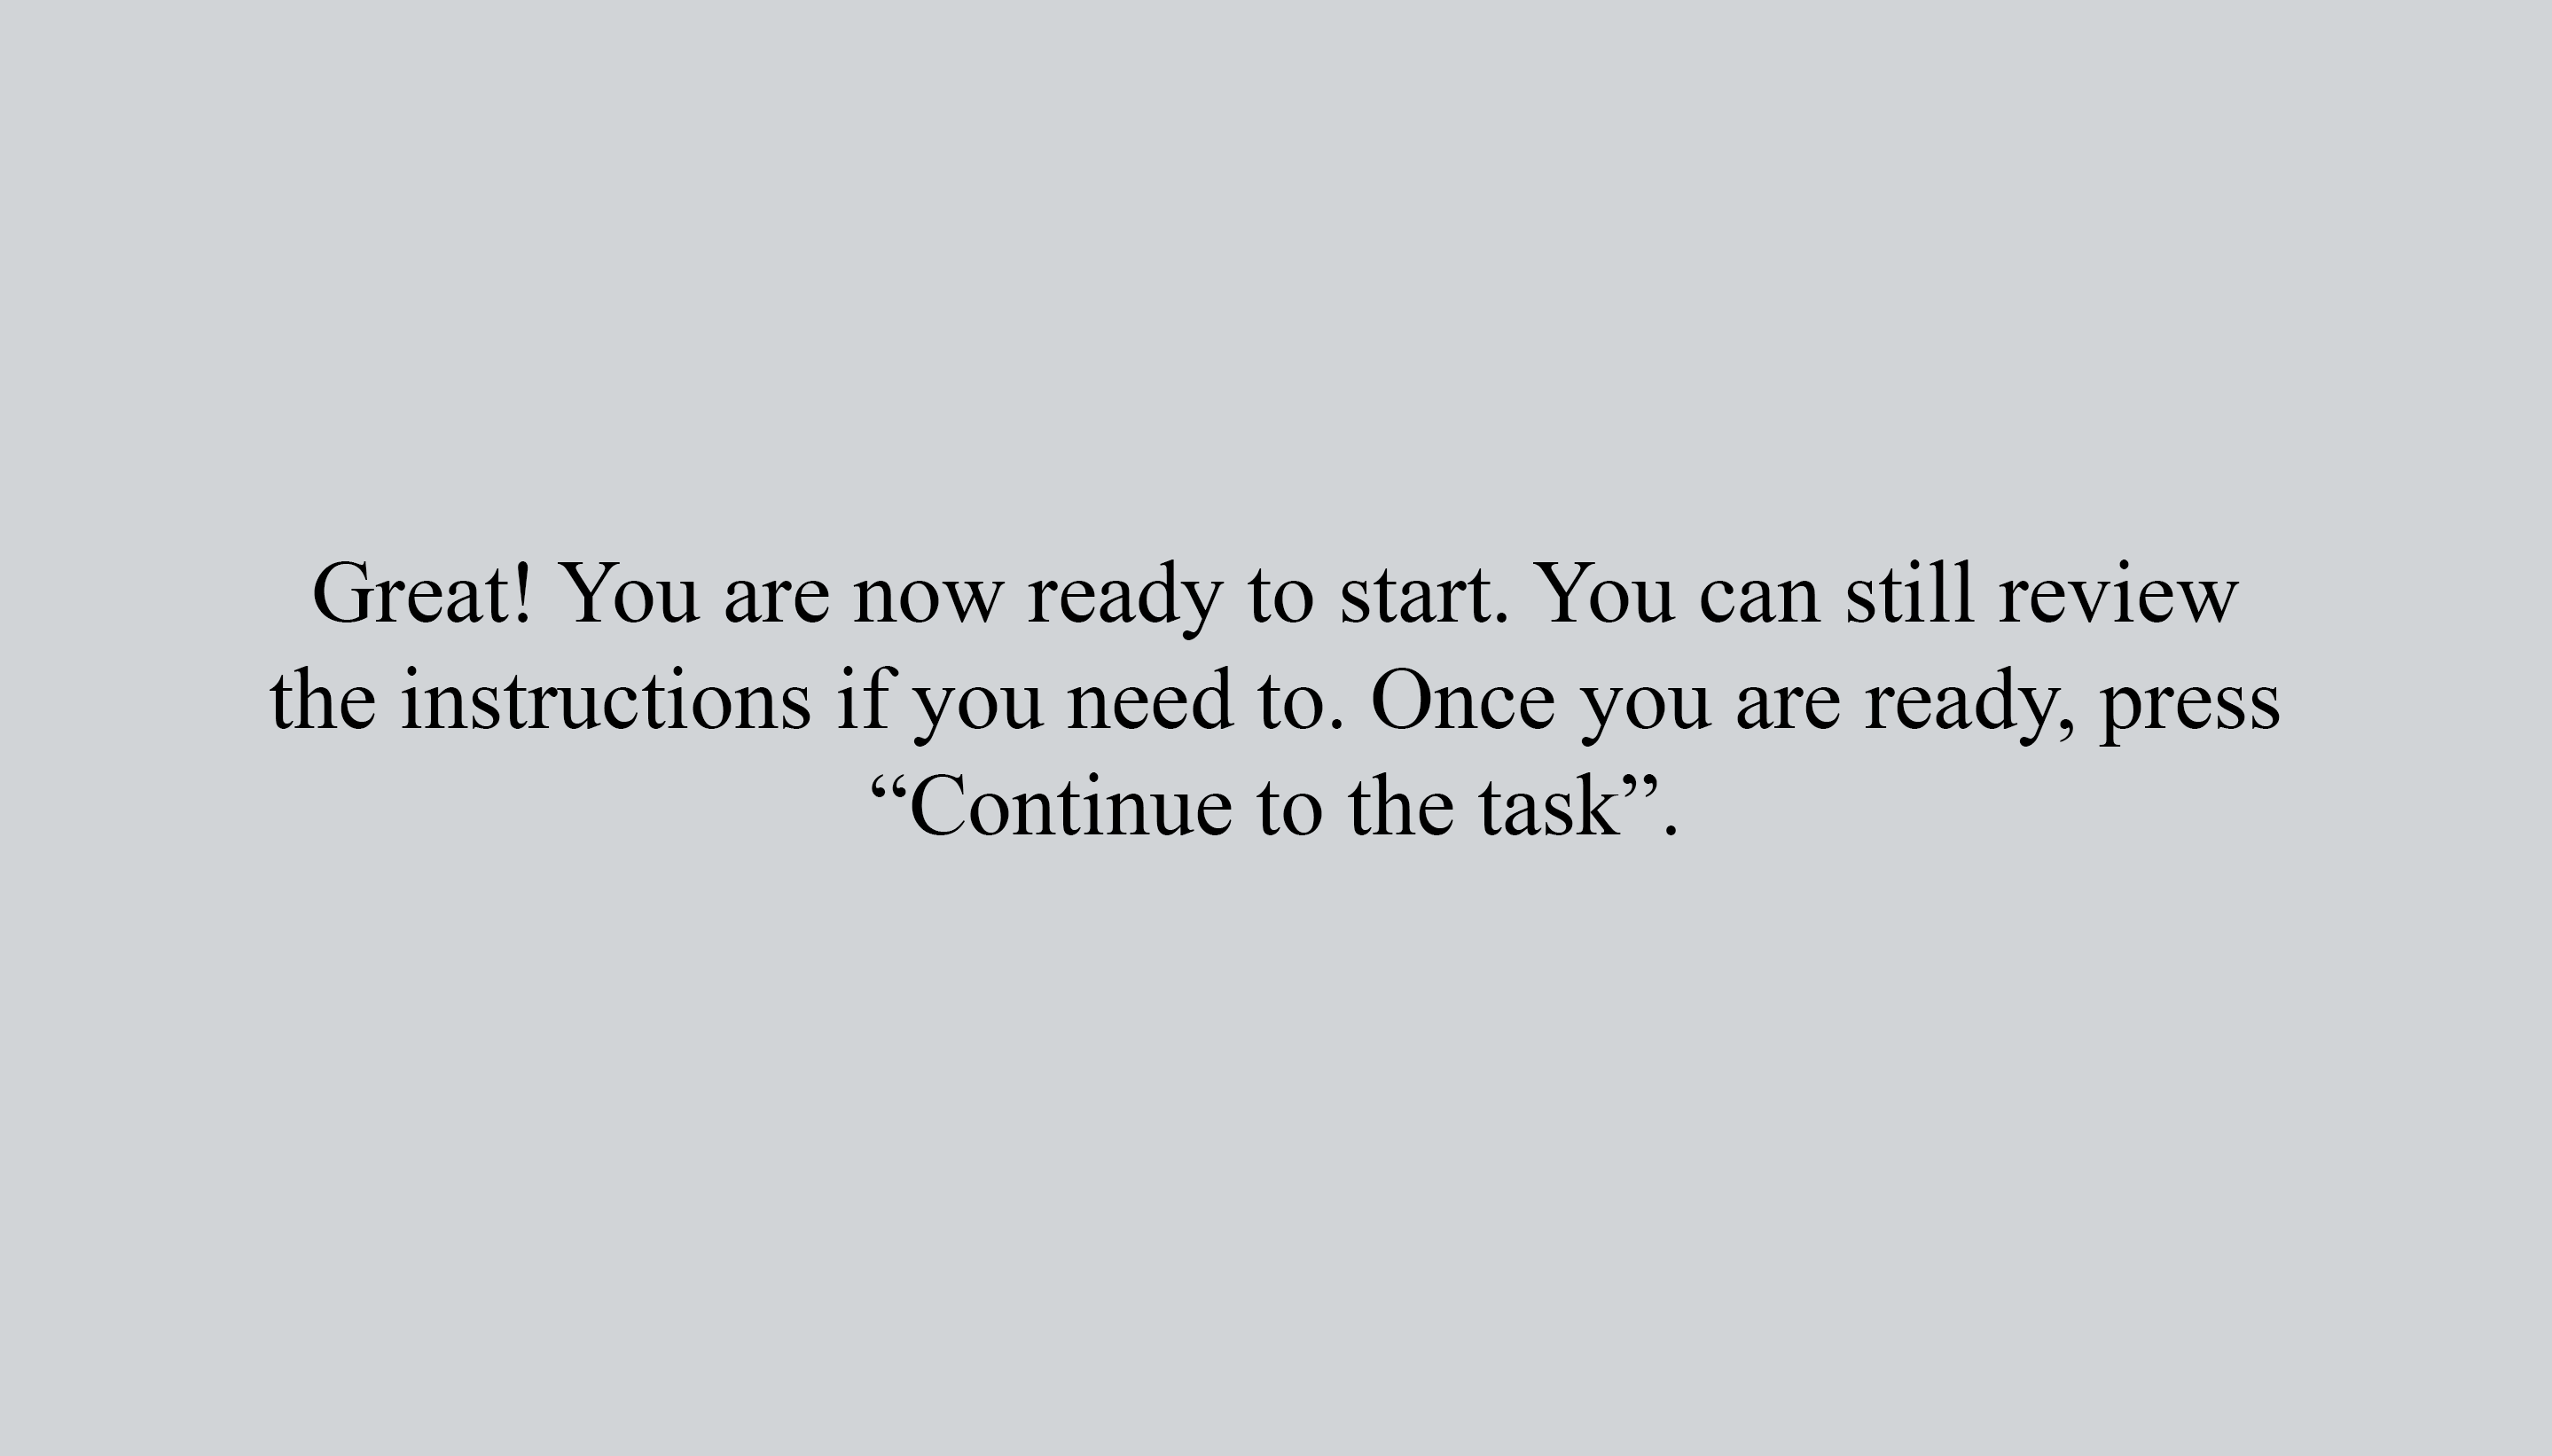 Great! You are now ready to start. You can still review
the instructions if you need to. Once you are ready, press
“Continue to the task”.